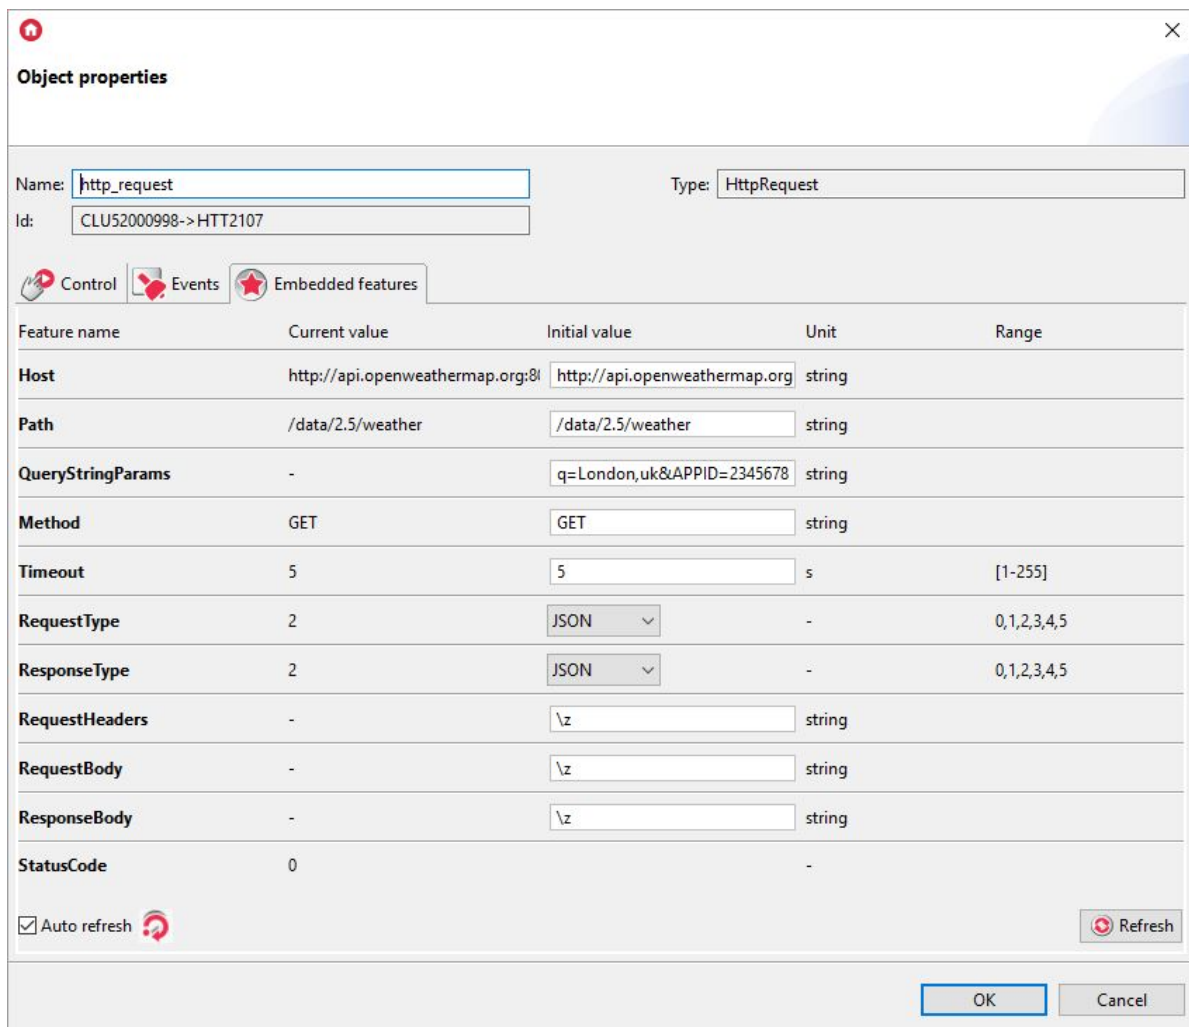 Object properties
Name: http_request Type: HttpRequest
Id: CLU52000998->HTT2107
Control Events Embedded features
Feature name Current value Initial value Unit Range
Host http://api.openweathermap.org:8 http://api.openweathermap.org string
Path /data/2.5/weather /data/2.5/weather string
QueryStringParams - q=London,uk&APPID=2345678 string
Method GET GET string
Timeout 5 5 s [1-255]
RequestType 2 JSON - 0,1,2,3,4,5
ResponseType 2 JSON - 0,1,2,3,4,5
RequestHeaders - \z string
RequestBody - \z string
ResponseBody - \z string
StatusCode 0 -
Auto refresh Refresh
OK Cancel